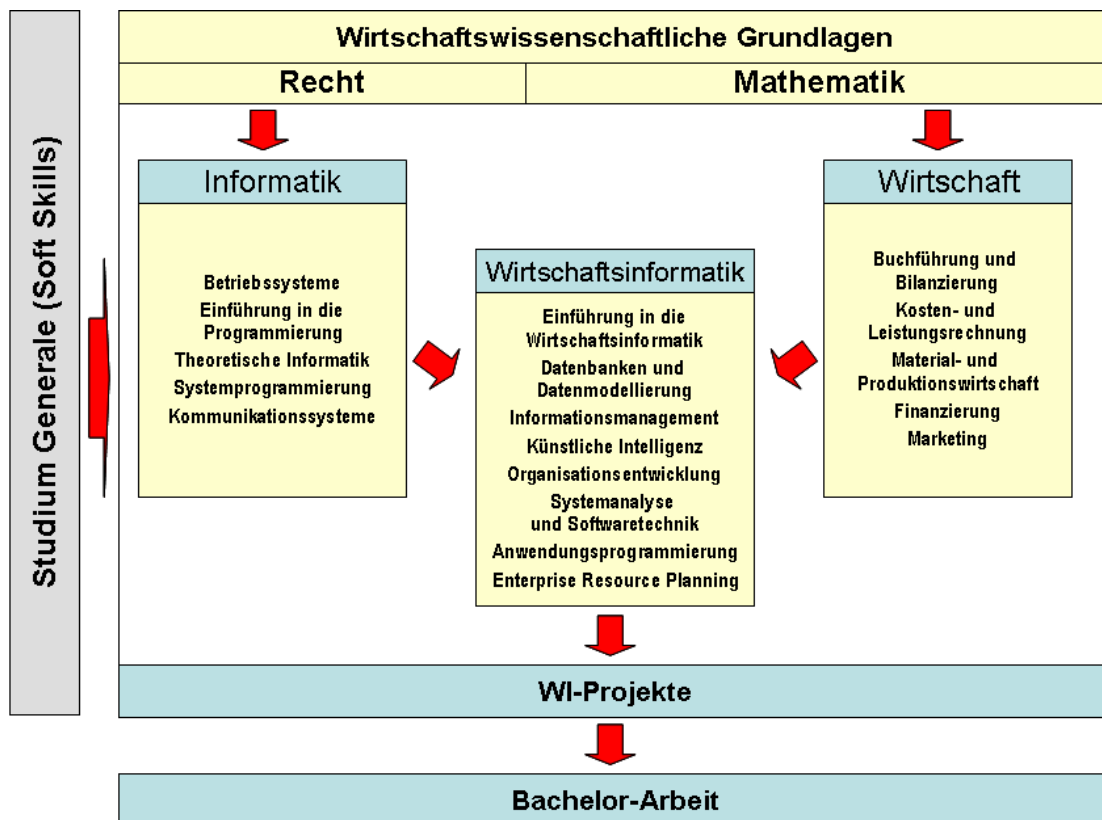 Studium Generale (Soft Skills)
Wirtschaftswissenschaftliche Grundlagen
Recht
Mathematik
Informatik
Betriebssysteme
Einführung in die
Programmierung
Theoretische Informatik
Systemprogrammierung
Kommunikationssysteme
Wirtschaftsinformatik
Einführung in die
Wirtschaftsinformatik
Datenbanken und
Datenmodellierung
Informationsmanagement
Künstliche Intelligenz
Organisationsentwicklung
Systemanalyse
und Softwaretechnik
Anwendungsprogrammierung
Enterprise Resource Planning
Wirtschaft
Buchführung und
Bilanzierung
Kosten- und
Leistungsrechnung
Material- und
Produktionswirtschaft
Finanzierung
Marketing
WI-Projekte
Bachelor-Arbeit